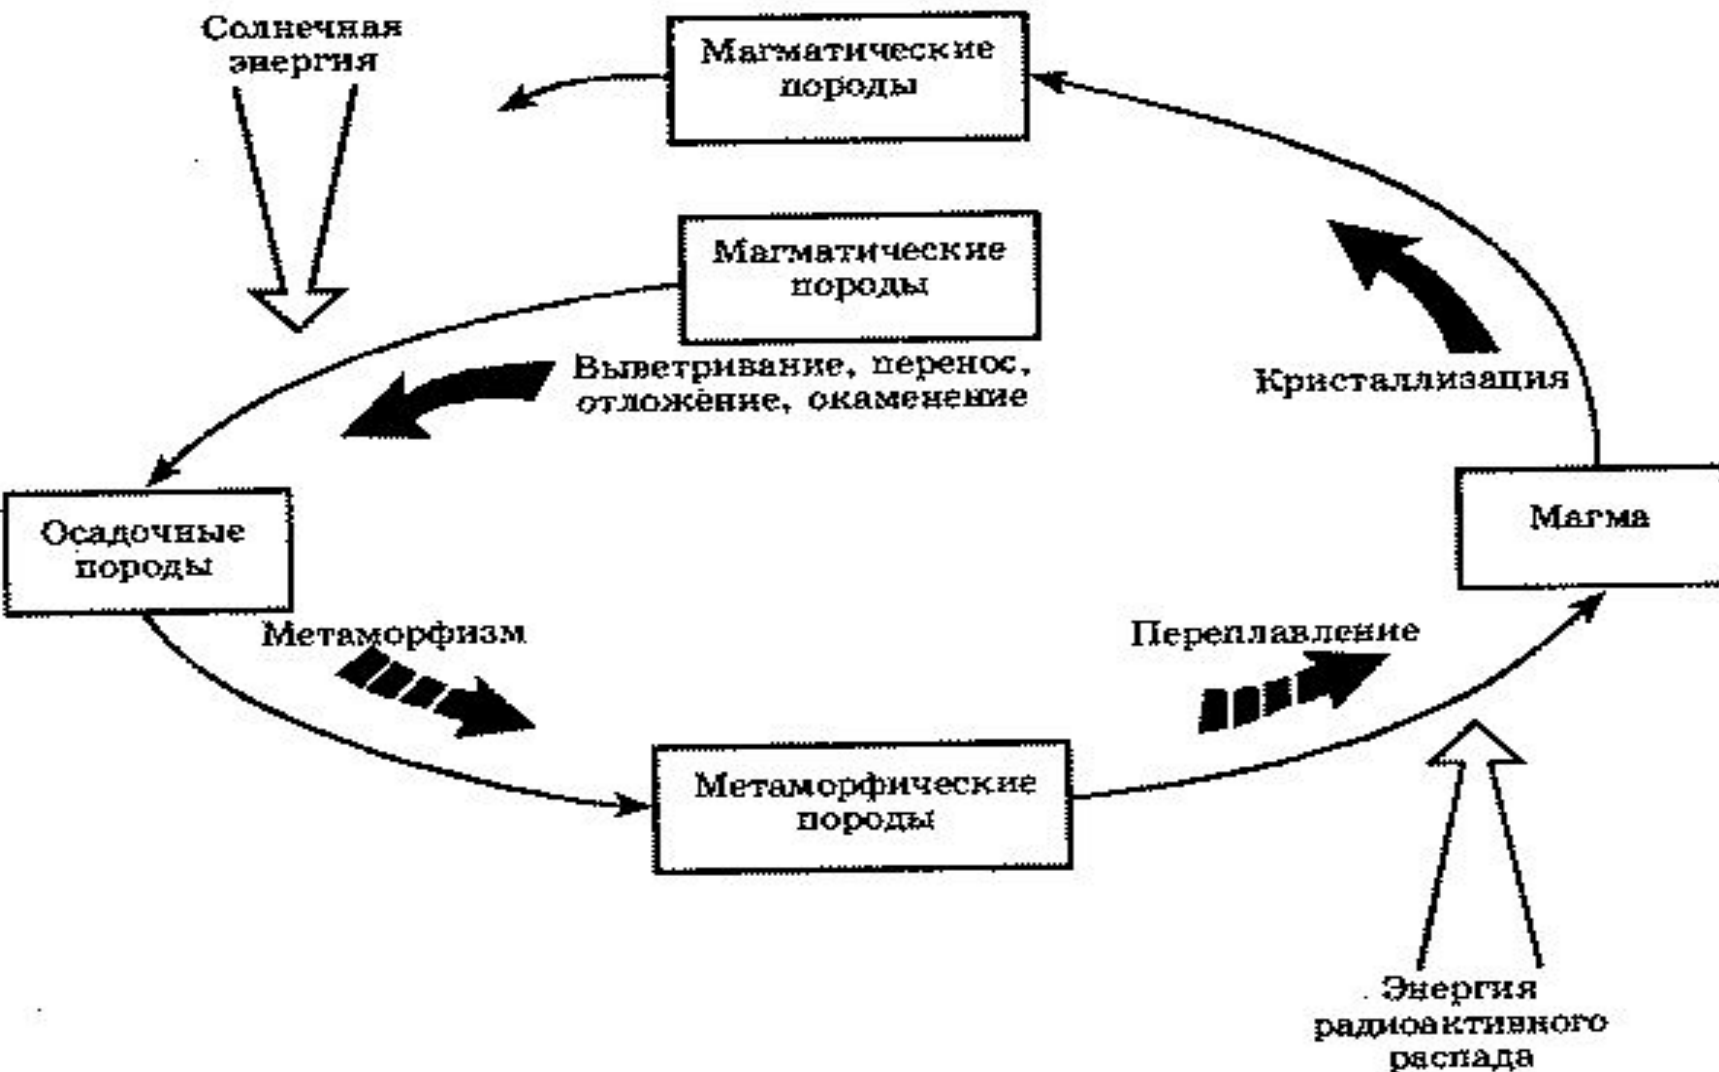 Солнечная
энергия
Магматические
породы
Магматические
породы
Выветривание, перенос,
отложение, окаменение
Кристаллизация
Осадочные
породы
Магма
Метаморфизм
Переплавление
Метаморфические
породы
Энергия
радиоактивного
распада